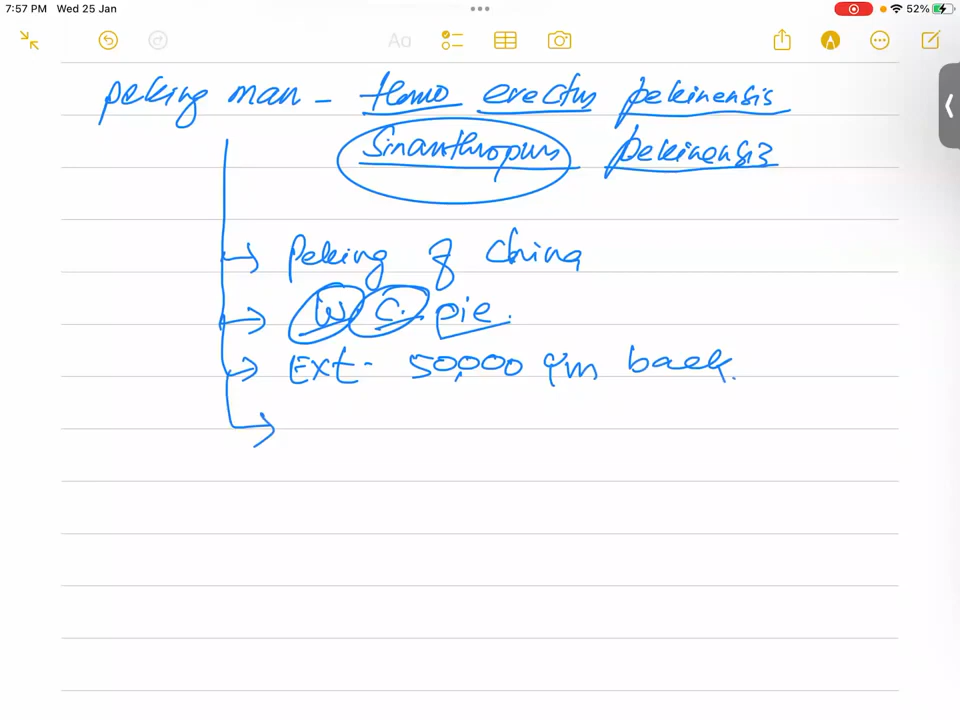 7:57 PM Wed 25 Jan
52%
Aa
Peking man - Homo erectus pekinensis
Sinanthropus pekinensis
Peking of China
W. C. pie.
Ext - 50,000 back.